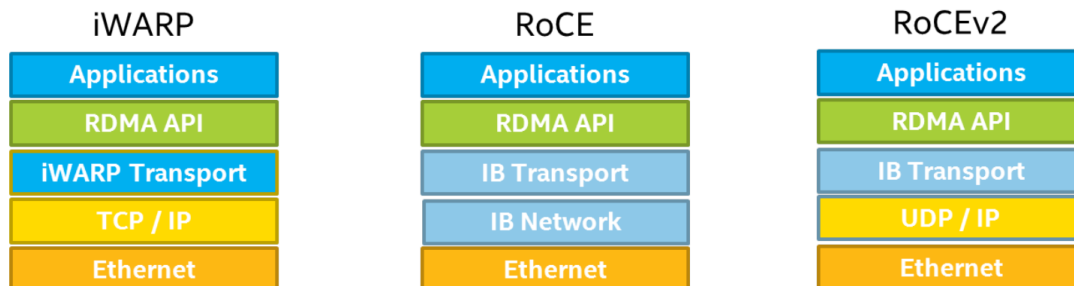 iWARP
Applications
RDMA API
iWARP Transport
TCP / IP
Ethernet
RoCE
Applications
RDMA API
IB Transport
IB Network
Ethernet
RoCEv2
Applications
RDMA API
IB Transport
UDP / IP
Ethernet